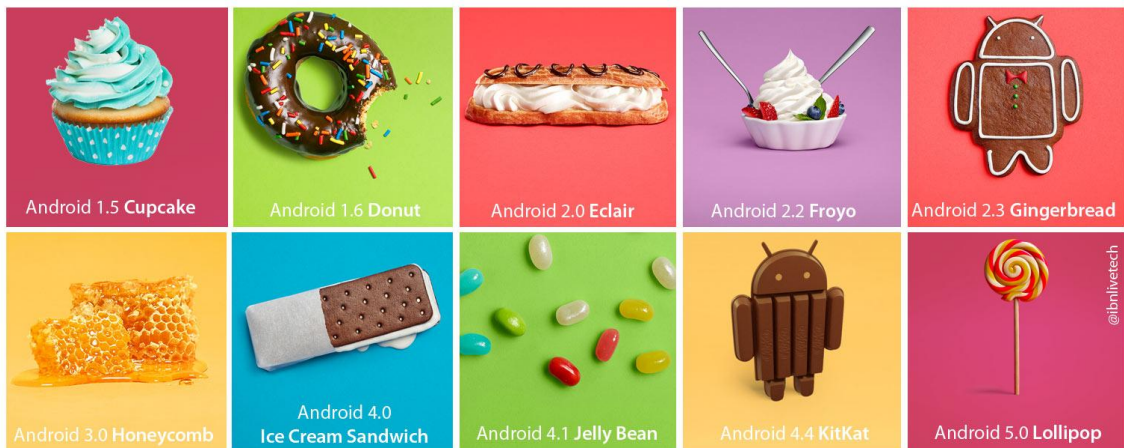 Android 1.5 Cupcake
Android 1.6 Donut
Android 2.0 Eclair
Android 2.2 Froyo
Android 2.3 Gingerbread
Android 3.0 Honeycomb
Android 4.0
Ice Cream Sandwich
Android 4.1 Jelly Bean
Android 4.4 KitKat
Android 5.0 Lollipop
@ibnlivetech